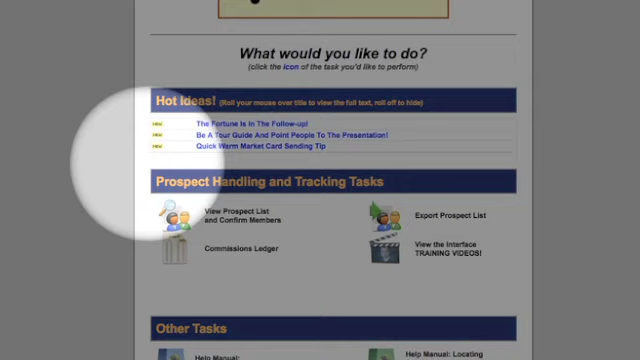 What would you like to do?
(click the Icon of the task you'd like to perform)
Hot Ideas! (Roll your mouse over title to view the full text, roll off to hide)
NEW The Fortune Is In The Follow-up!
NEW Be A Tour Guide And Point People To The Presentation!
NEW Quick Warm Market Card Sending Tip
Prospect Handling and Tracking Tasks
View Prospect List
and Confirm Members
Export Prospect List
Commissions Ledger
View the Interface
TRAINING VIDEOS!
Other Tasks
Help Manual:
Help Manual: Locating